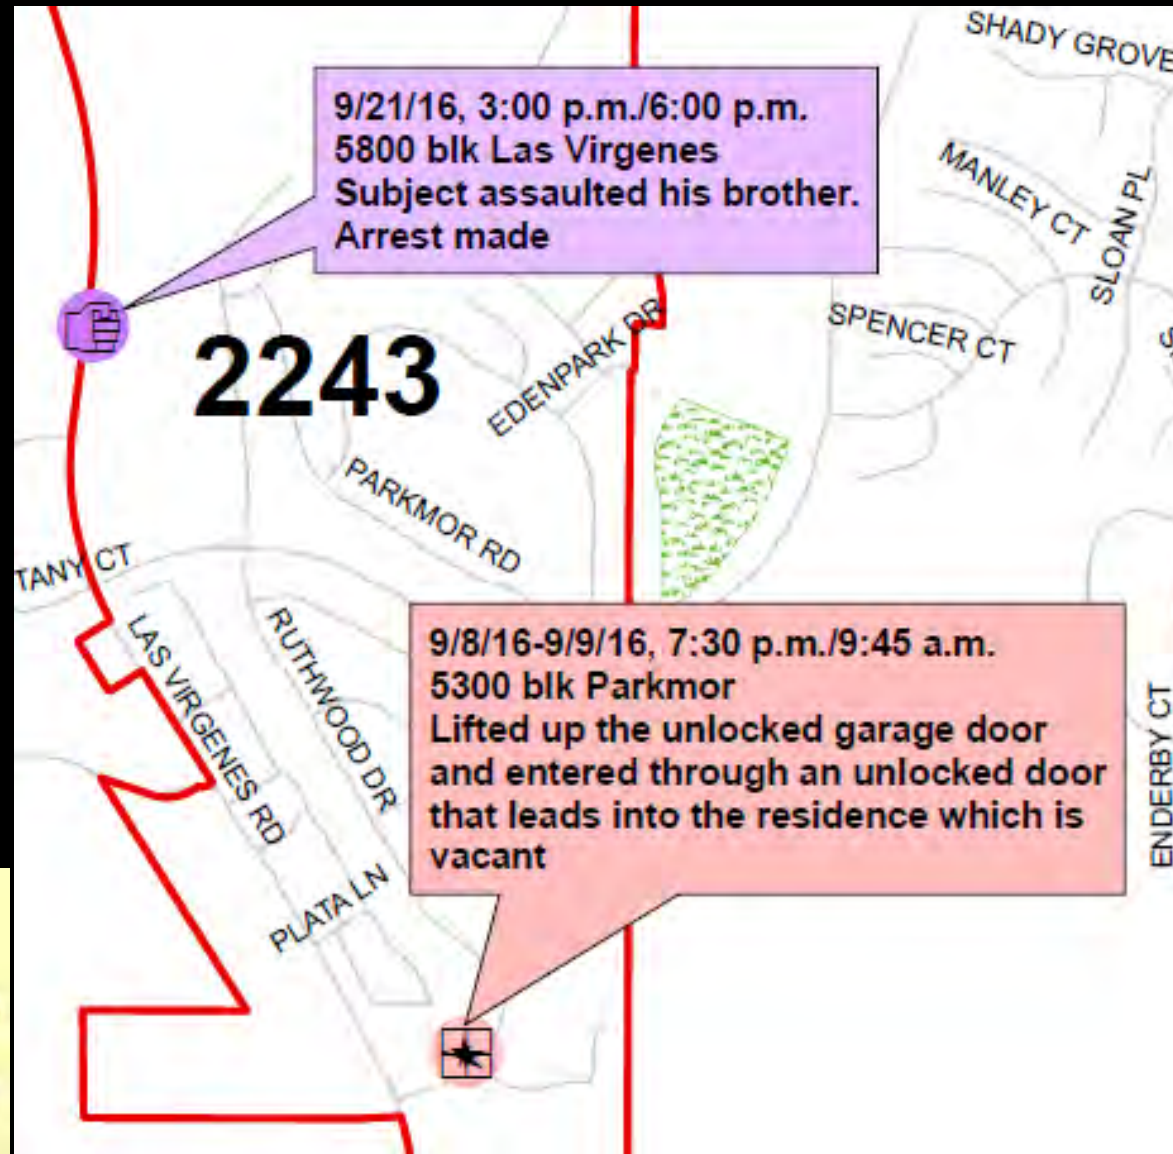 SHADY GROVE
9/21/16, 3:00 p.m./6:00 p.m.
5800 blk Las Virgenes
Subject assaulted his brother.
Arrest made
MANLEY CT
SLOAN PL
SPENCER CT
EDENPARK DR
2243
PARKMOR RD
TANY CT
LAS VIRGENES RD
RUTHWOOD DR
9/8/16-9/9/16, 7:30 p.m./9:45 a.m.
5300 blk Parkmor
Lifted up the unlocked garage door
and entered through an unlocked door
that leads into the residence which is
vacant
ENDERBY CT
PLATA LN